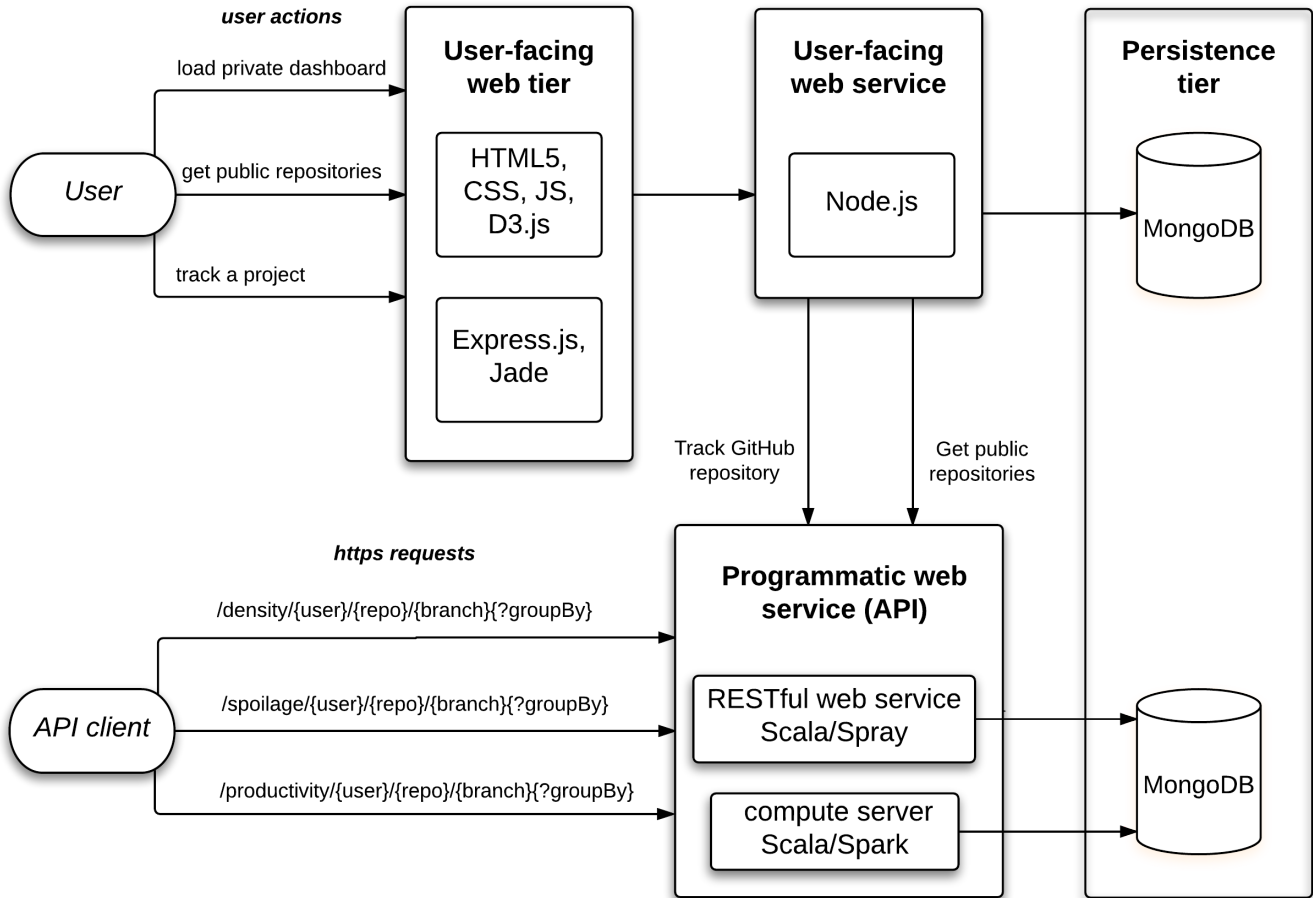 user actions
load private dashboard
get public repositories
track a project
User
User-facing
web tier
HTML5,
CSS, JS,
D3.js
Express.js,
Jade
User-facing
web service
Node.js
Persistence
tier
MongoDB
Track GitHub
repository
Get public
repositories
https requests
/density/{user}/{repo}/{branch}{?groupBy}
/spoilage/{user}/{repo}/{branch}{?groupBy}
/productivity/{user}/{repo}/{branch}{?groupBy}
API client
Programmatic web
service (API)
RESTful web service
Scala/Spray
compute server
Scala/Spark
MongoDB